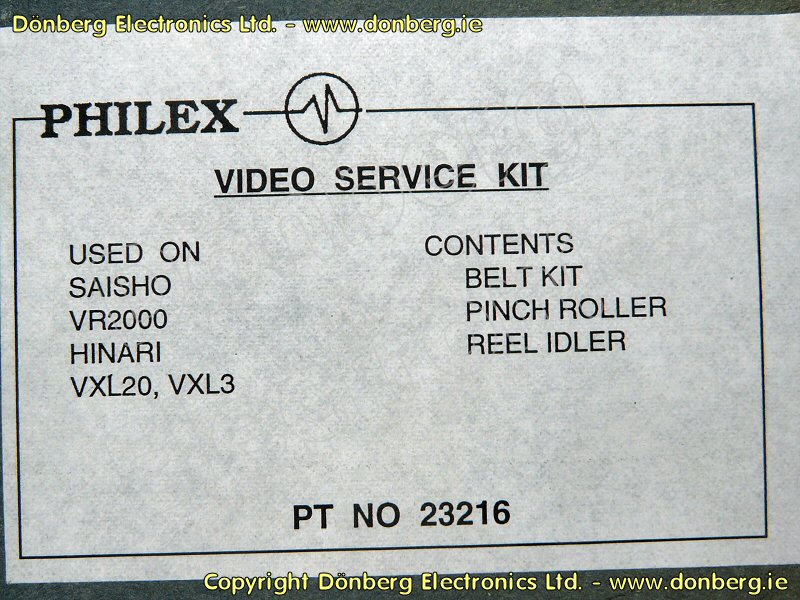 Dönberg Electronics Ltd. - www.donberg.ie
PHILEX
VIDEO SERVICE KIT
USED ON
SAISHO
VR2000
HINARI
VXL20, VXL3
CONTENTS
BELT KIT
PINCH ROLLER
REEL IDLER
PT NO 23216
Copyright Dönberg Electronics Ltd. - www.donberg.ie